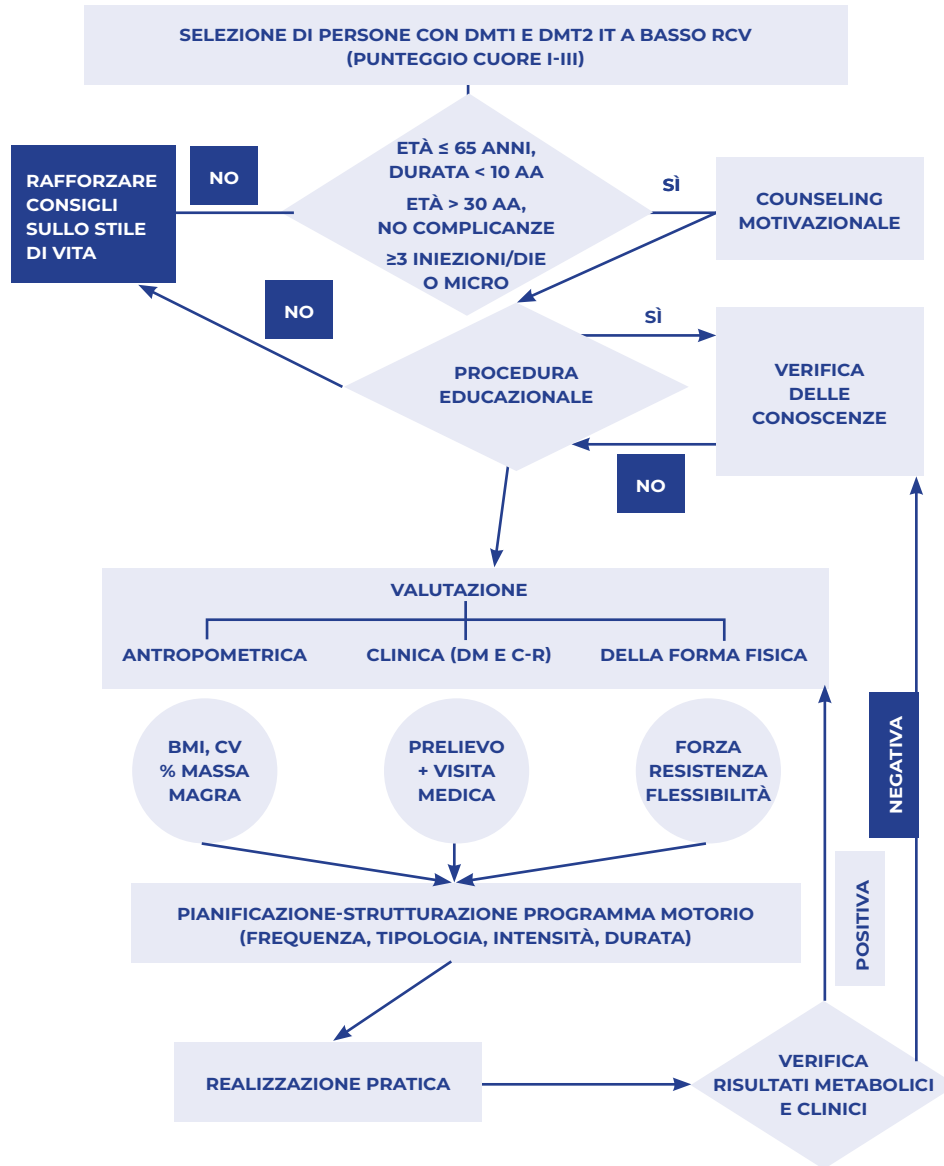 SELEZIONE DI PERSONE CON DMT1 E DMT2 IT A BASSO RCV
(PUNTEGGIO CUORE I-III)
ETÀ ≤ 65 ANNI,
DURATA < 10 AA
ETÀ > 30 AA,
NO COMPLICANZE
≥3 INIEZIONI/DIE
O MICRO
NO
RAFFORZARE
CONSIGLI
SULLO STILE
DI VITA
SÌ
COUNSELING
MOTIVAZIONALE
NO
PROCEDURA
EDUCAZIONALE
SÌ
VERIFICA
DELLE
CONOSCENZE
NO
VALUTAZIONE
ANTROPOMETRICA
CLINICA (DM E C-R)
DELLA FORMA FISICA
BMI, CV
% MASSA
MAGRA
PRELIEVO
+ VISITA
MEDICA
FORZA
RESISTENZA
FLESSIBILITÀ
NEGATIVA
POSITIVA
PIANIFICAZIONE-STRUTTURAZIONE PROGRAMMA MOTORIO
(FREQUENZA, TIPOLOGIA, INTENSITÀ, DURATA)
REALIZZAZIONE PRATICA
VERIFICA
RISULTATI METABOLICI
E CLINICI